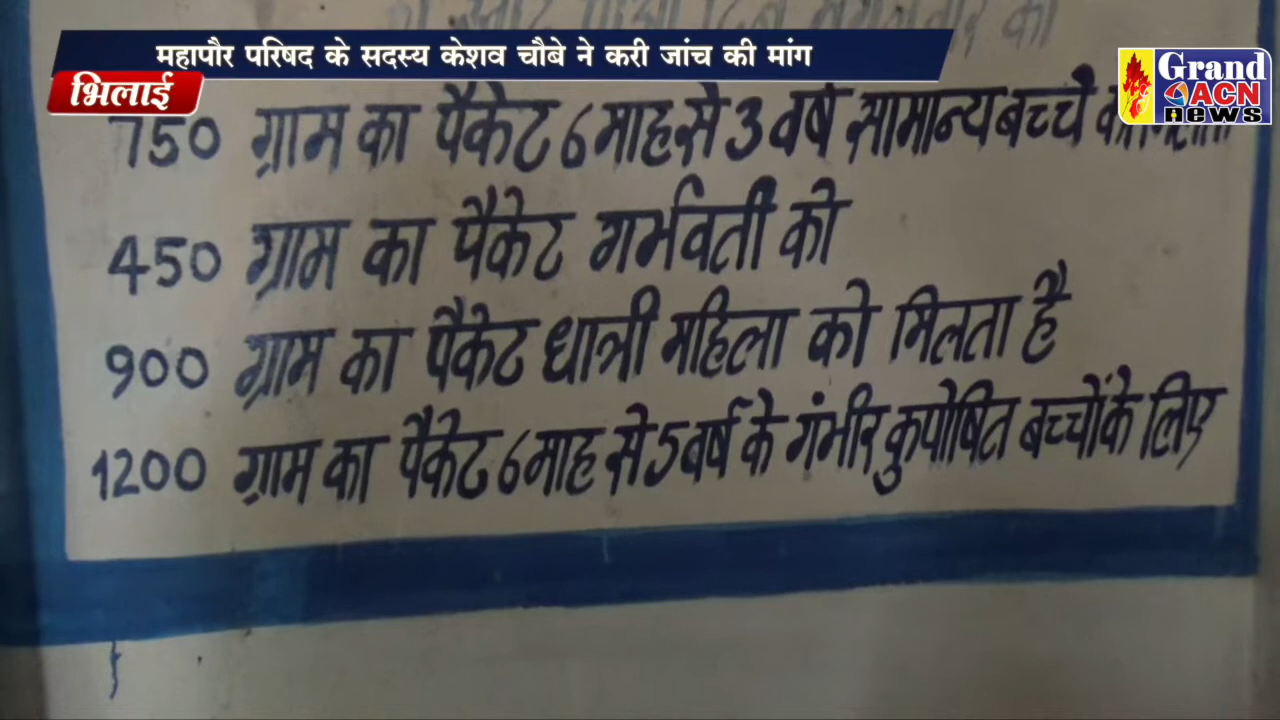 महापौर परिषद के सदस्य केशव चौबे ने करी जांच की मांग
भिलाई
Grand
ACN
news
750 ग्राम का पैकेट 6 माह से 3 वर्ष सामान्य बच्चे
450 ग्राम का पैकेट गर्भवती को
900 ग्राम का पैकेट धात्री महिला को मिलता है
1200 ग्राम का पैकेट 6 माह से 5 वर्ष के गंभीर कुपोषित बच्चों के लिए